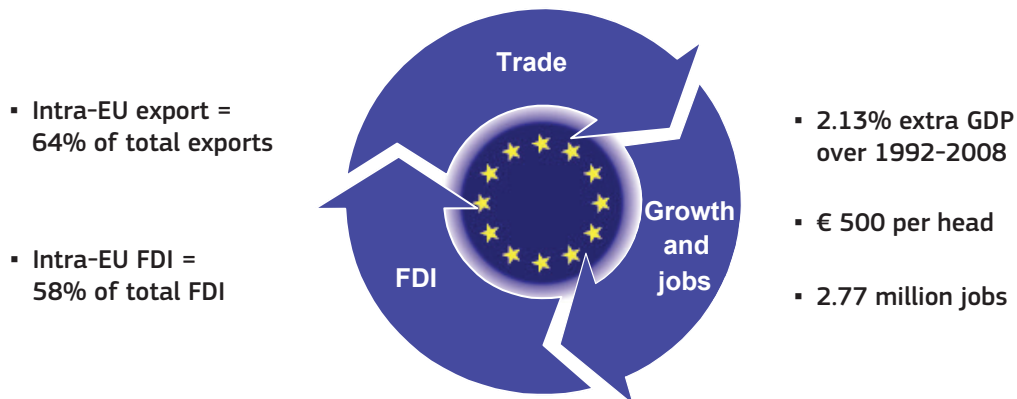 Trade
▪ Intra-EU export =
64% of total exports
▪ 2.13% extra GDP
over 1992-2008
Growth
and
jobs
▪ € 500 per head
▪ Intra-EU FDI =
58% of total FDI
FDI
▪ 2.77 million jobs